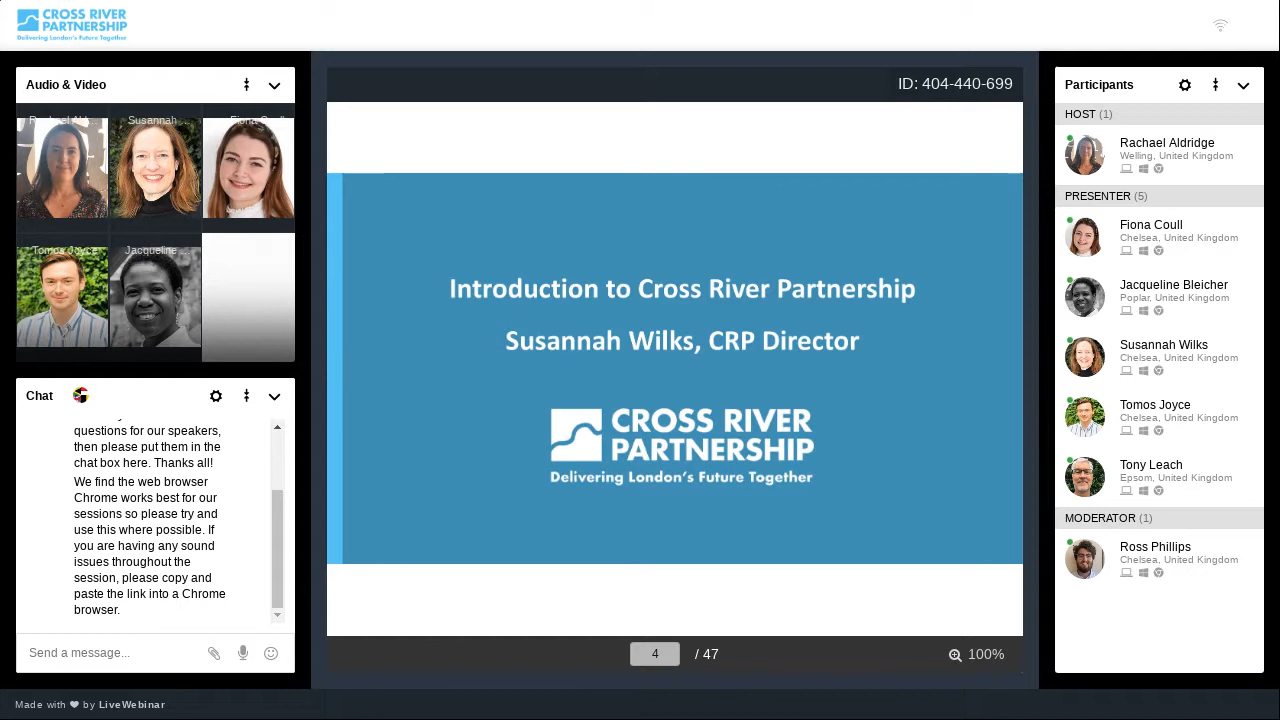 CROSS RIVER
PARTNERSHIP
Delivering London's Future Together
Audio & Video
Susannah ...
Fiona Coull
Tomos Joyce
Jacqueline ...
Chat
questions for our speakers,
then please put them in the
chat box here. Thanks all!
We find the web browser
Chrome works best for our
sessions so please try and
use this where possible. If
you are having any sound
issues throughout the
session, please copy and
paste the link into a Chrome
browser.
Send a message...
ID: 404-440-699
Introduction to Cross River Partnership
Susannah Wilks, CRP Director
CROSS RIVER
PARTNERSHIP
Delivering London's Future Together
4 / 47
100%
Participants
HOST (1)
Rachael Aldridge
Welling, United Kingdom
PRESENTER (5)
Fiona Coull
Chelsea, United Kingdom
Jacqueline Bleicher
Poplar, United Kingdom
Susannah Wilks
Chelsea, United Kingdom
Tomos Joyce
Chelsea, United Kingdom
Tony Leach
Epsom, United Kingdom
MODERATOR (1)
Ross Phillips
Chelsea, United Kingdom
Made with ❤ by LiveWebinar